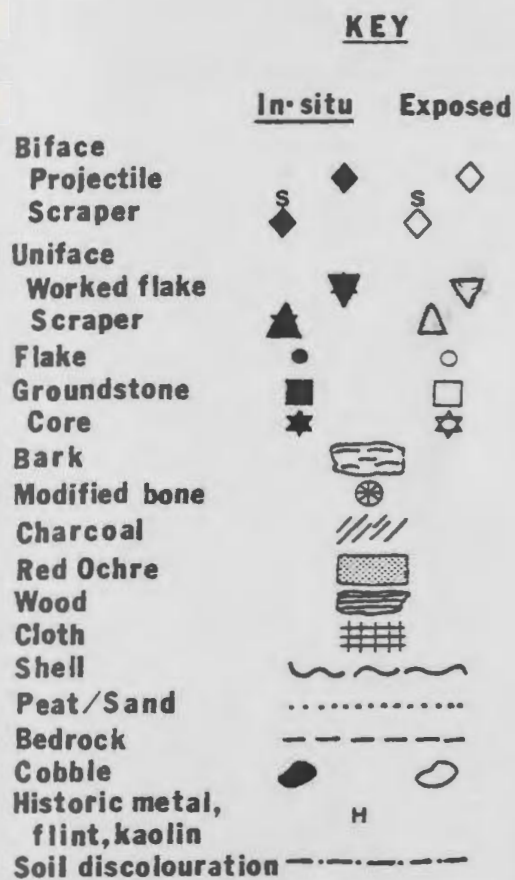 KEY
In-situ Exposed
Biface
Projectile
S S
Scraper
Uniface
Worked flake
Scraper
Flake
Groundstone
Core
Bark
Modified bone
Charcoal
Red Ochre
Wood
Cloth
Shell
Peat/Sand
Bedrock
Cobble
Historic metal,
H
flint, kaolin
Soil discolouration